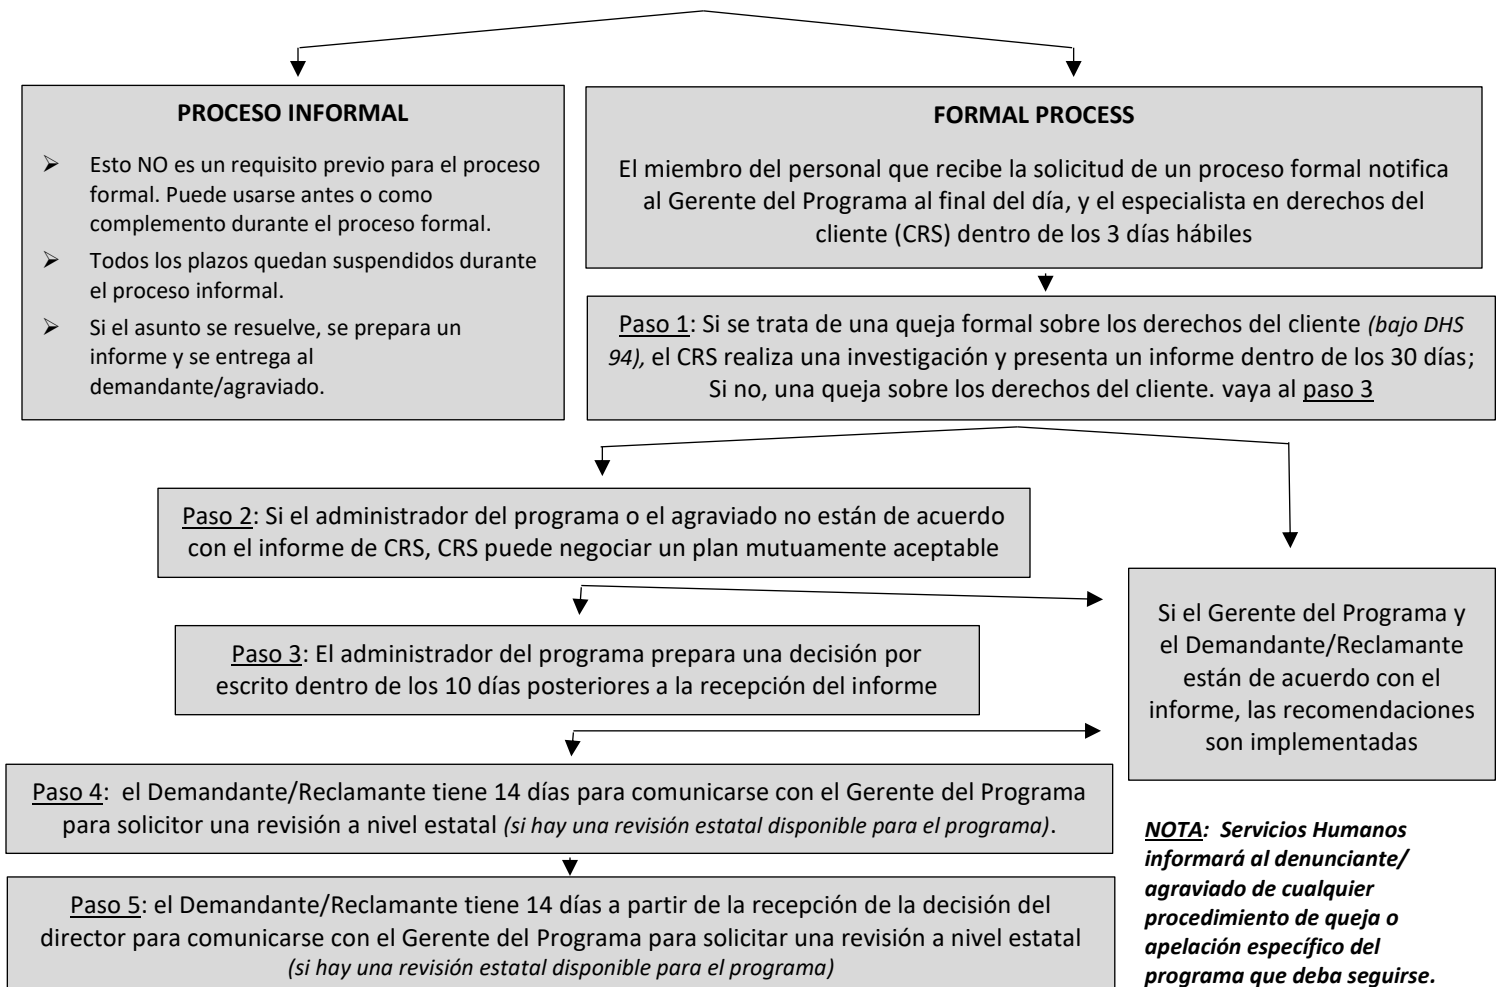 PROCESO INFORMAL
➢ Esto NO es un requisito previo para el proceso
formal. Puede usarse antes o como
complemento durante el proceso formal.
➢ Todos los plazos quedan suspendidos durante
el proceso informal.
➢ Si el asunto se resuelve, se prepara un
informe y se entrega al
demandante/agraviado.
FORMAL PROCESS
El miembro del personal que recibe la solicitud de un proceso formal notifica
al Gerente del Programa al final del día, y el especialista en derechos del
cliente (CRS) dentro de los 3 días hábiles
Paso 1: Si se trata de una queja formal sobre los derechos del cliente (bajo DHS
94), el CRS realiza una investigación y presenta un informe dentro de los 30 días;
Si no, una queja sobre los derechos del cliente. vaya al paso 3
Paso 2: Si el administrador del programa o el agraviado no están de acuerdo
con el informe de CRS, CRS puede negociar un plan mutuamente aceptable
Paso 3: El administrador del programa prepara una decisión por
escrito dentro de los 10 días posteriores a la recepción del informe
Si el Gerente del Programa y
el Demandante/Reclamante
están de acuerdo con el
informe, las recomendaciones
son implementadas
Paso 4: el Demandante/Reclamante tiene 14 días para comunicarse con el Gerente del Programa
para solicitor una revisión a nivel estatal (si hay una revisión estatal disponible para el programa).
Paso 5: el Demandante/Reclamante tiene 14 días a partir de la recepción de la decisión del
director para comunicarse con el Gerente del Programa para solicitar una revisión a nivel estatal
(si hay una revisión estatal disponible para el programa)
NOTA: Servicios Humanos
informará al denunciante/
agraviado de cualquier
procedimiento de queja o
apelación específico del
programa que deba seguirse.